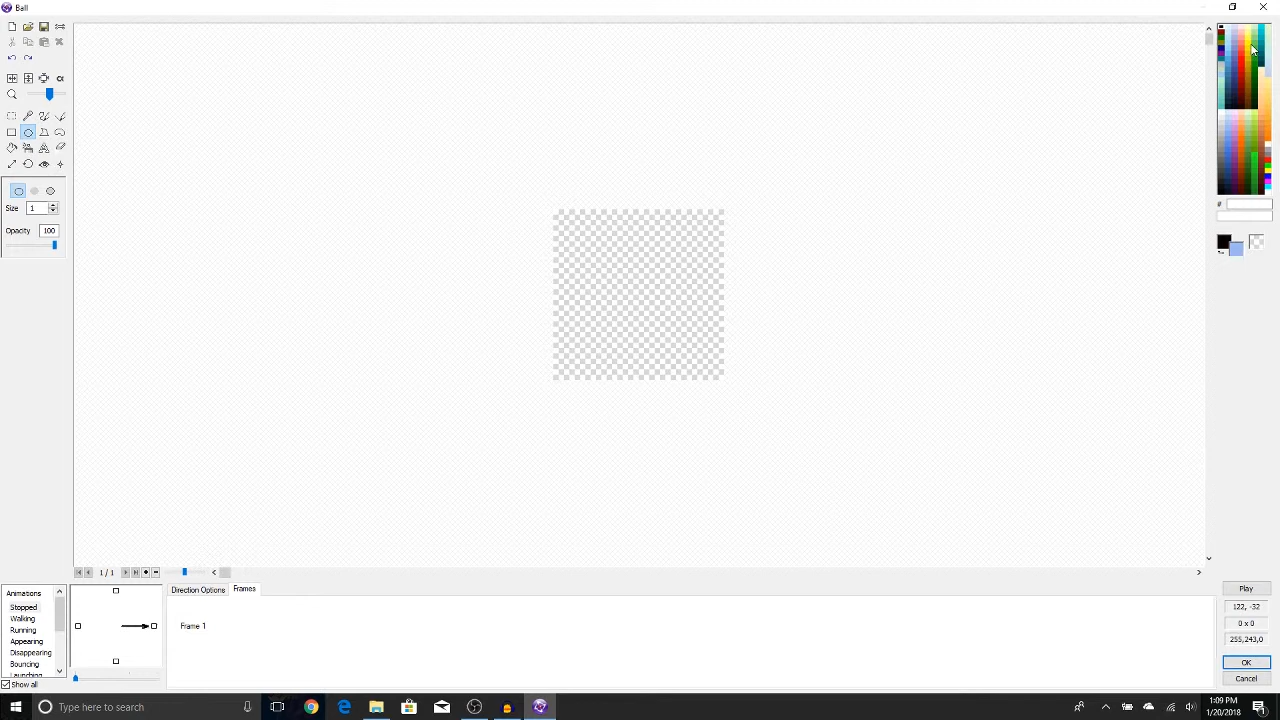 Ball
Size 1
Opacity 100
#
1 / 1
Animations
Stopped
Walking
Running
Appearing
Disappearing
Bouncing
Launching
Show all
Direction Options
Frames
Frame 1
Play
122, -32
0 x 0
255,243,0
OK
Cancel
Type here to search
1:09 PM
1/20/2018